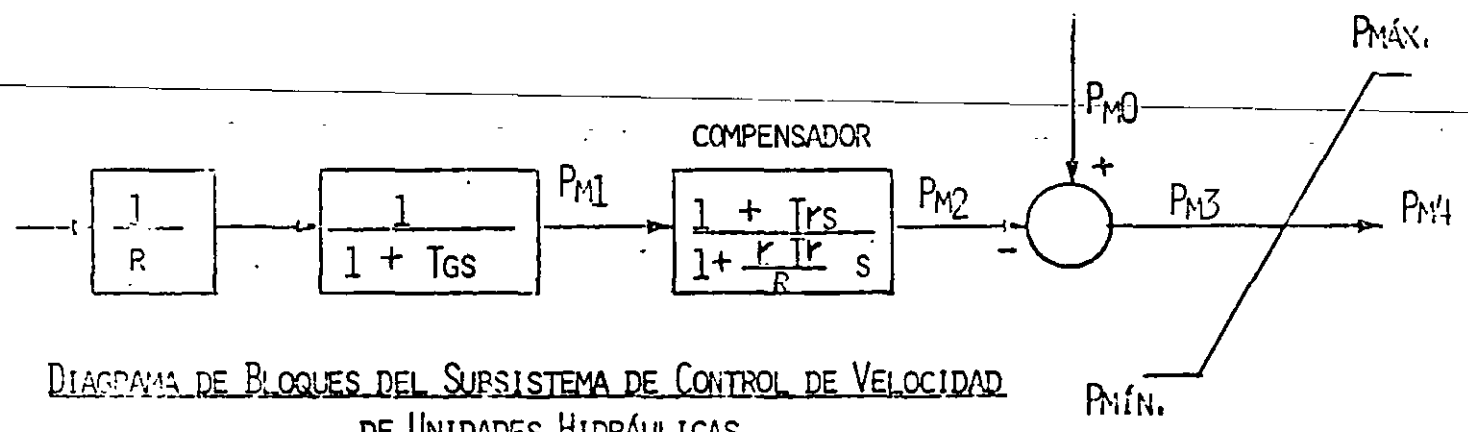 PMÁX.
PM0
COMPENSADOR
+
1
R
1
1 + TGS
PM1
1 + Trs
1+ r Tr s
R
PM2
-
PM3
PM4
DIAGRAMA DE BLOQUES DEL SUBSISTEMA DE CONTROL DE VELOCIDAD
DE UNIDADES HIDRÁULICAS
PMÍN.